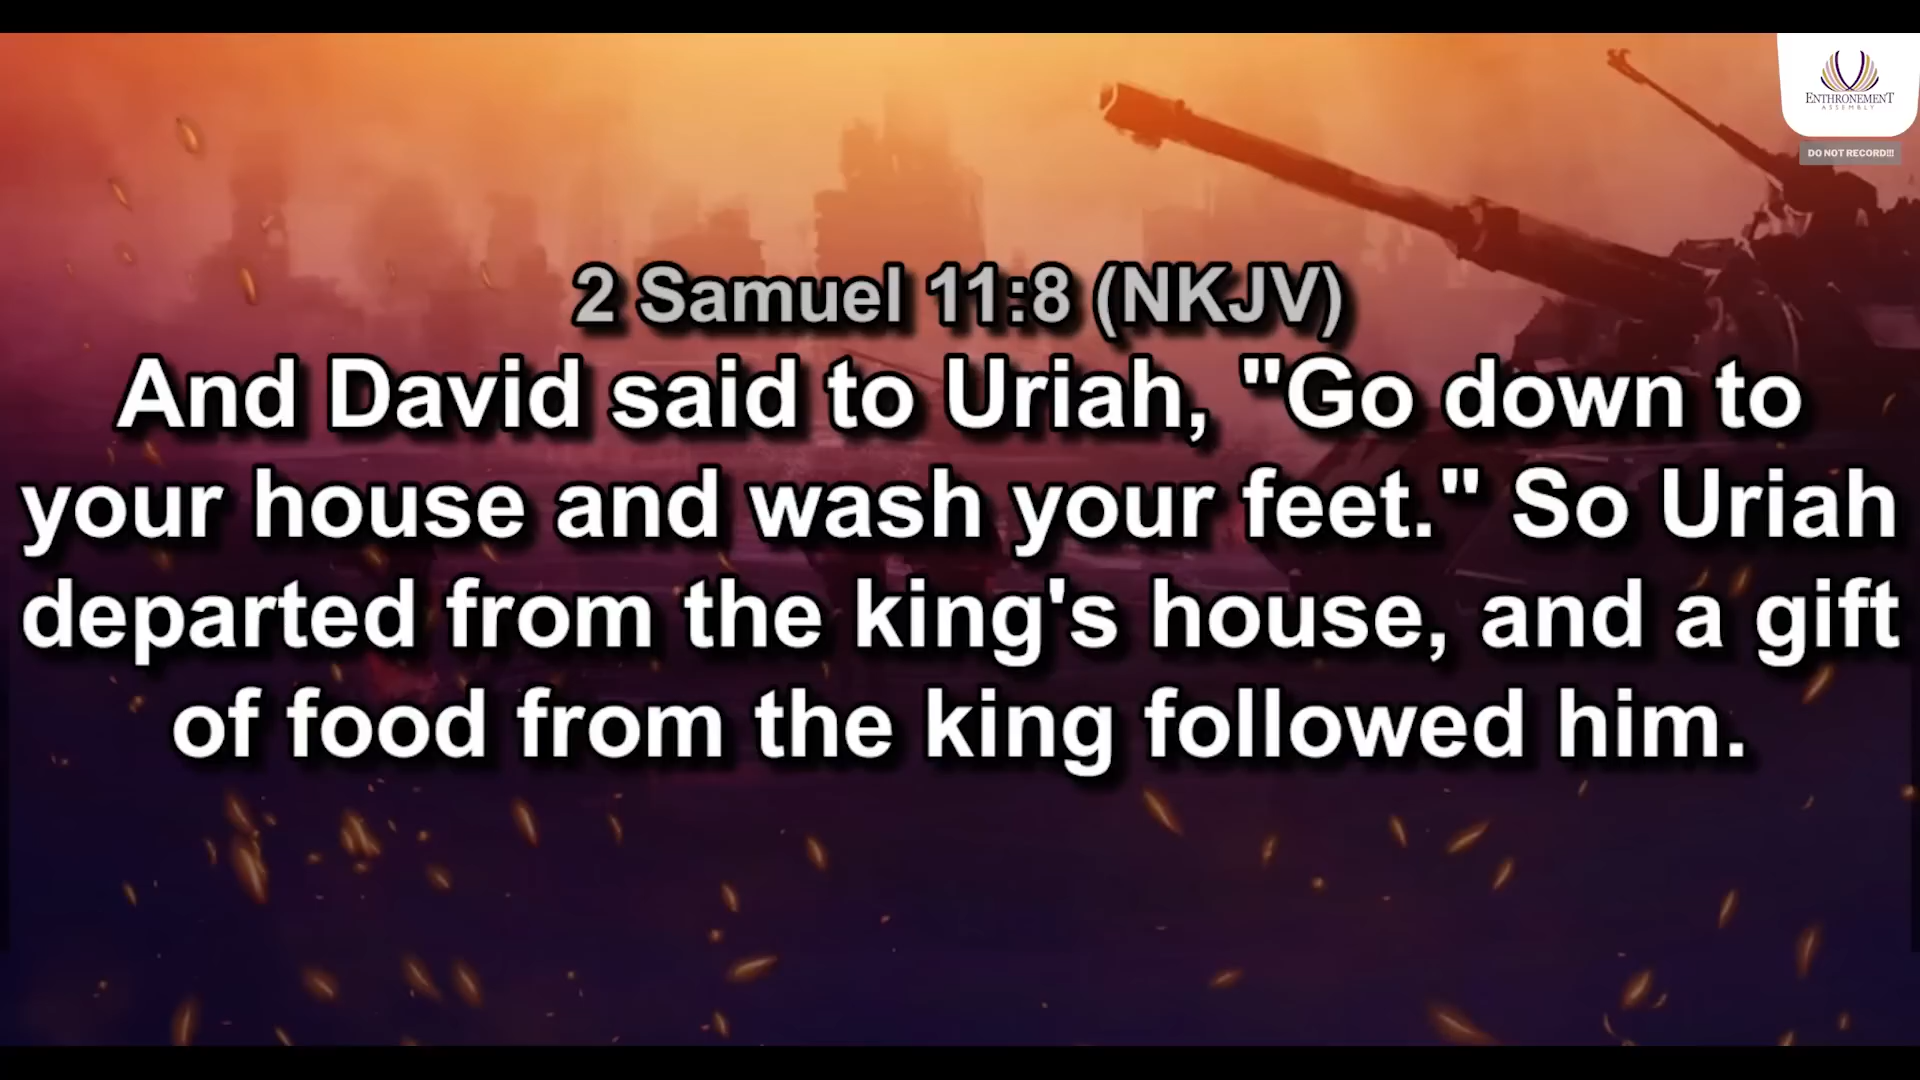 ENTHRONEMENT
ASSEMBLY
DO NOT RECORD!!!
2 Samuel 11:8 (NKJV)
And David said to Uriah, "Go down to
your house and wash your feet." So Uriah
departed from the king's house, and a gift
of food from the king followed him.